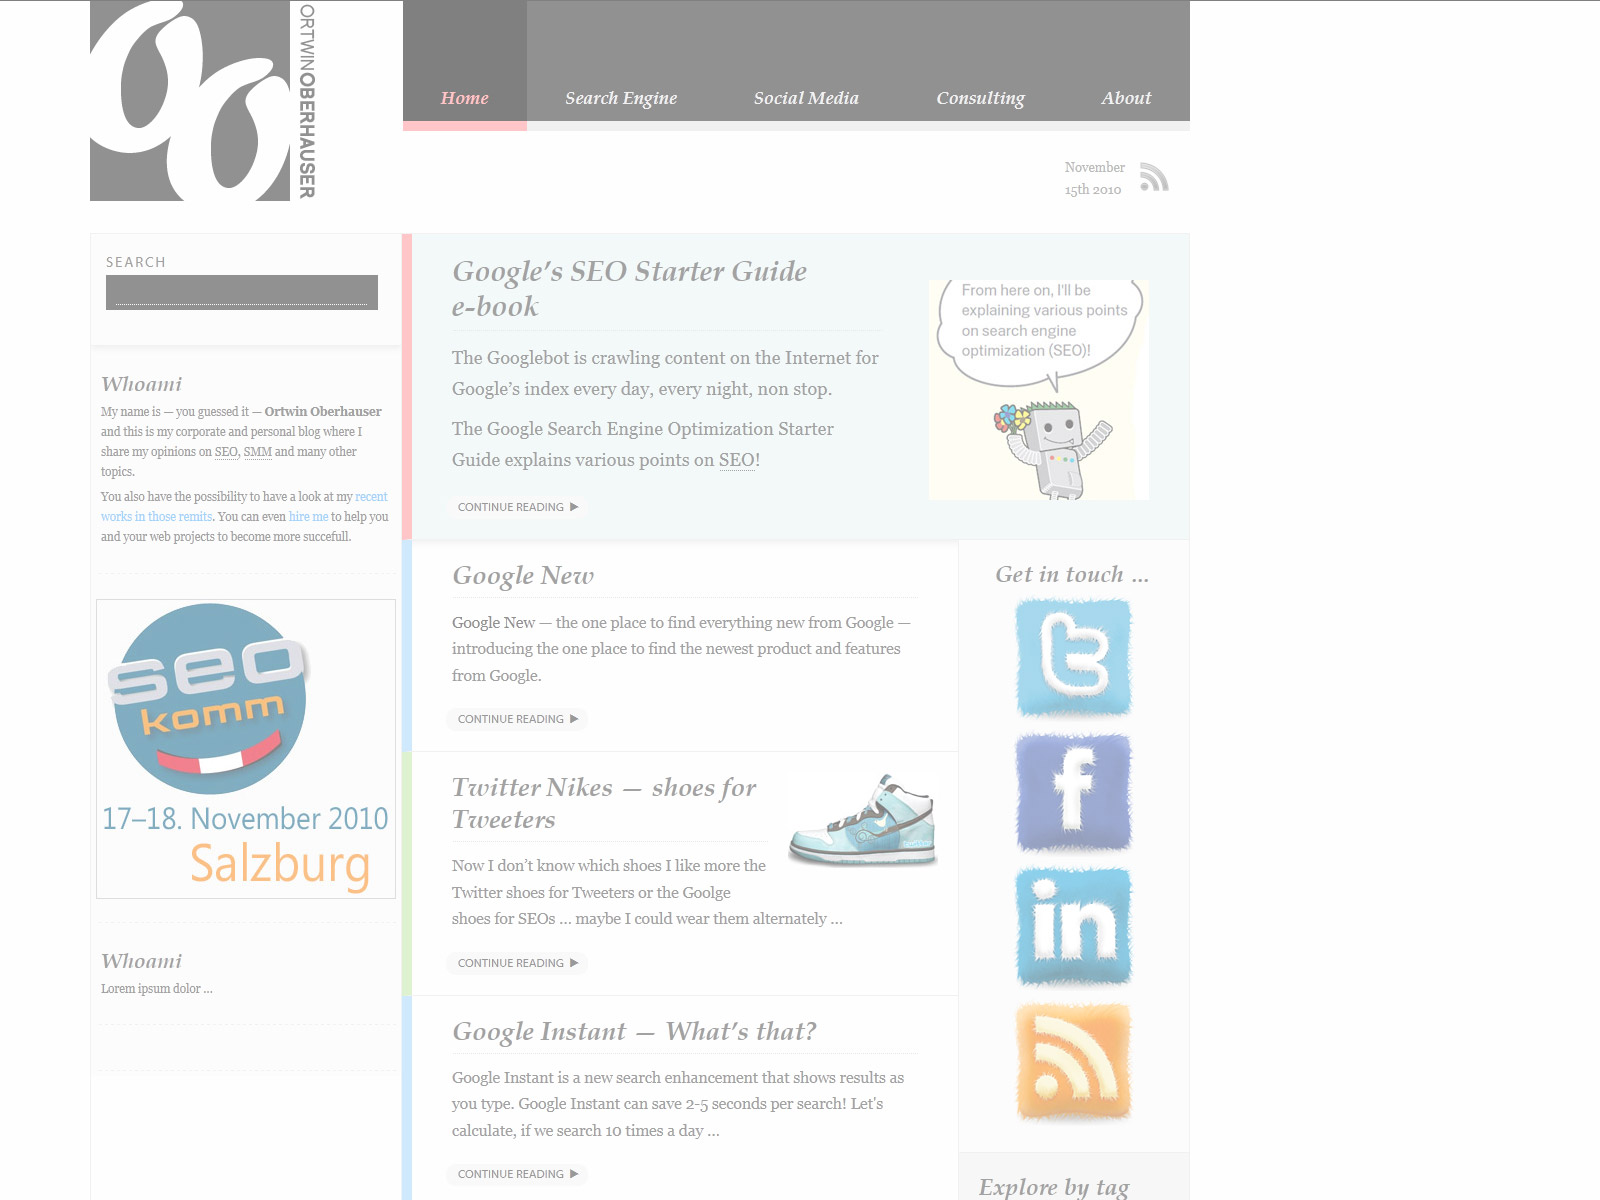 ORTWINOBERHAUSER
Home
Search Engine
Social Media
Consulting
About
November
15th 2010
SEARCH
Whoami
My name is — you guessed it — Ortwin Oberhauser
and this is my corporate and personal blog where I
share my opinions on SEO, SMM and many other
topics.
You also have the possibility to have a look at my recent
works in those remits. You can even hire me to help you
and your web projects to become more succefull.
seo
komm
17–18. November 2010
Salzburg
Whoami
Lorem ipsum dolor ...
Google's SEO Starter Guide
e-book
The Googlebot is crawling content on the Internet for
Google's index every day, every night, non stop.
The Google Search Engine Optimization Starter
Guide explains various points on SEO!
CONTINUE READING ▶
From here on, I'll be
explaining various points
on search engine
optimization (SEO)!
Google New
Google New — the one place to find everything new from Google —
introducing the one place to find the newest product and features
from Google.
CONTINUE READING ▶
Twitter Nikes — shoes for
Tweeters
Now I don't know which shoes I like more the
Twitter shoes for Tweeters or the Goolge
shoes for SEOs ... maybe I could wear them alternately ...
CONTINUE READING ▶
Google Instant — What's that?
Google Instant is a new search enhancement that shows results as
you type. Google Instant can save 2-5 seconds per search! Let's
calculate, if we search 10 times a day ...
CONTINUE READING ▶
Get in touch ...
t
f
in
Explore by tag